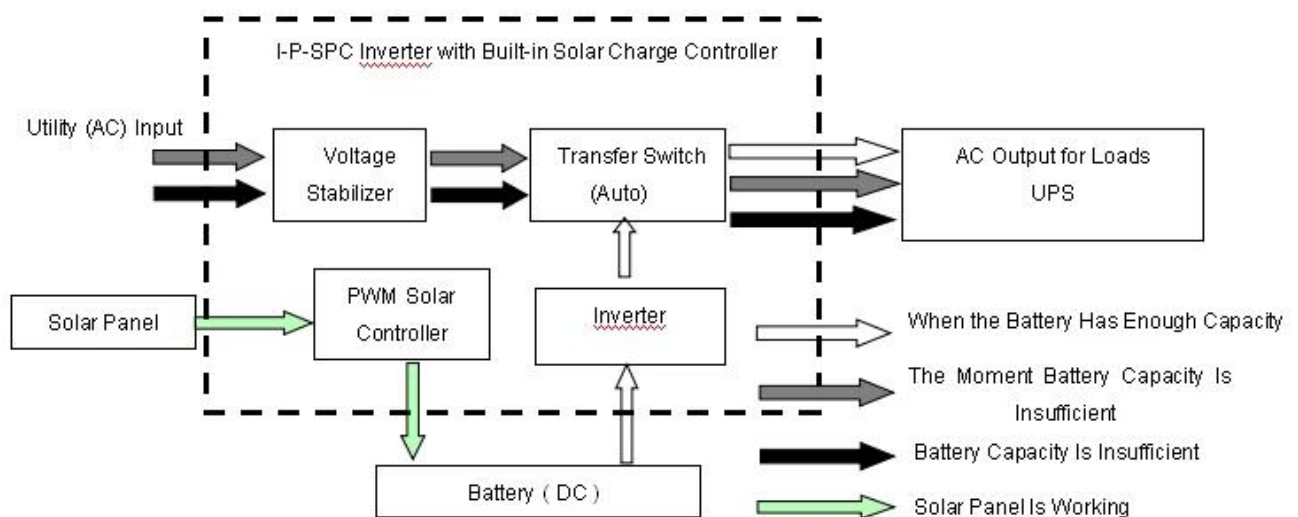 I-P-SPC Inverter with Built-in Solar Charge Controller
Utility (AC) Input
Voltage
Stabilizer
Transfer Switch
(Auto)
AC Output for Loads
UPS
Solar Panel
PWM Solar
Controller
Inverter
Battery ( DC )
When the Battery Has Enough Capacity
The Moment Battery Capacity Is
Insufficient
Battery Capacity Is Insufficient
Solar Panel Is Working